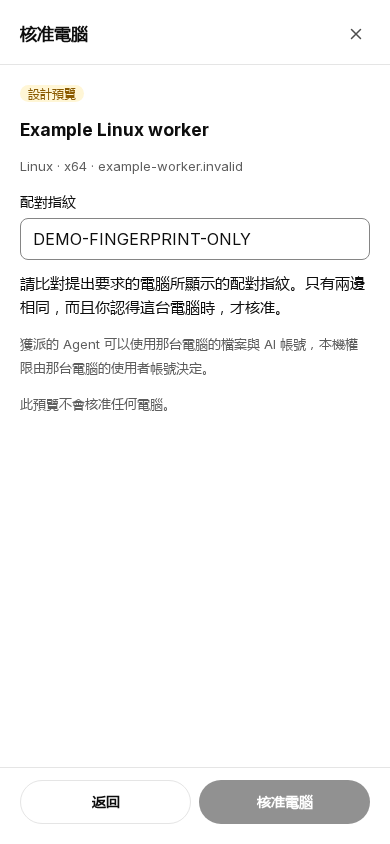 核准電腦
設計預覽
Example Linux worker
Linux · x64 · example-worker.invalid
配對指紋
DEMO-FINGERPRINT-ONLY
請比對提出要求的電腦所顯示的配對指紋。只有兩邊
相同，而且你認得這台電腦時，才核准。
獲派的 Agent 可以使用那台電腦的檔案與 AI 帳號，本機權
限由那台電腦的使用者帳號決定。
此預覽不會核准任何電腦。
返回
核准電腦